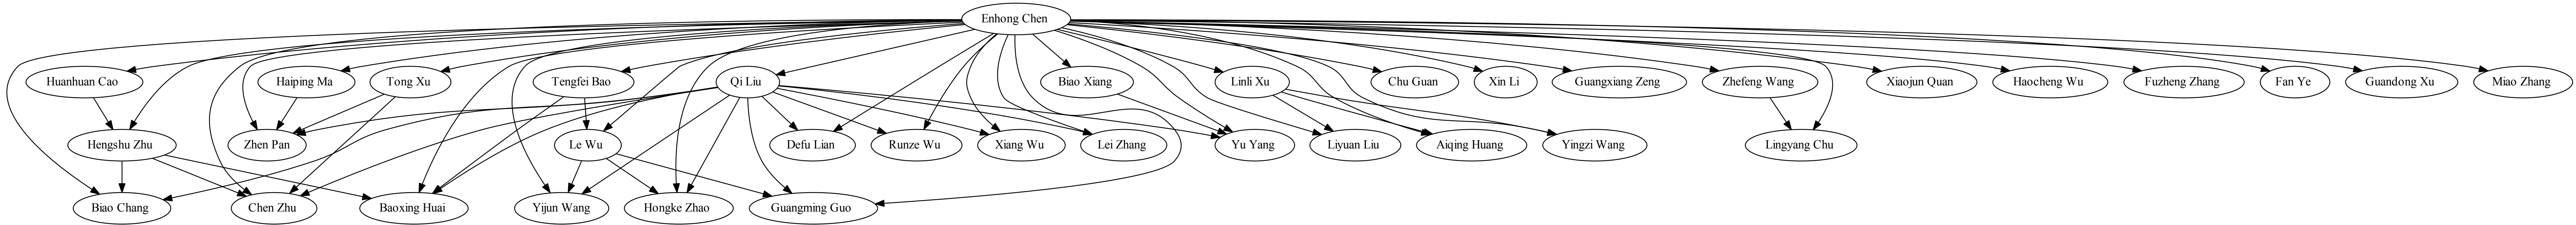 Enhong Chen
Huanhuan Cao
Haiping Ma
Tong Xu
Tengfei Bao
Qi Liu
Biao Xiang
Linli Xu
Chu Guan
Xin Li
Guangxiang Zeng
Zhefeng Wang
Xiaojun Quan
Haocheng Wu
Fuzheng Zhang
Fan Ye
Guandong Xu
Miao Zhang
Hengshu Zhu
Zhen Pan
Le Wu
Defu Lian
Runze Wu
Xiang Wu
Lei Zhang
Yu Yang
Liyuan Liu
Aiqing Huang
Yingzi Wang
Lingyang Chu
Biao Chang
Chen Zhu
Baoxing Huai
Yijun Wang
Hongke Zhao
Guangming Guo